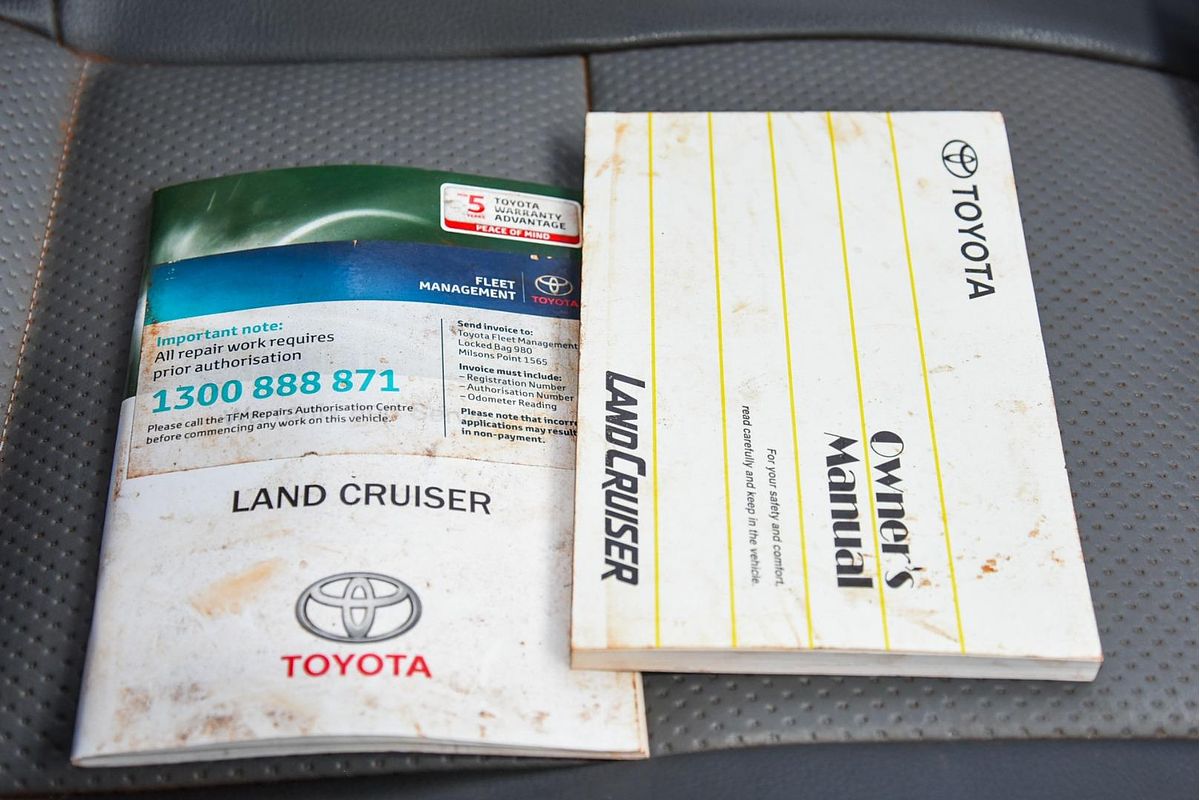 5
YEARS
TOYOTA
WARRANTY
ADVANTAGE
PEACE OF MIND
FLEET
MANAGEMENT
TOYOTA
Important note:
All repair work requires
prior authorisation
1300 888 871
Please call the TFM Repairs Authorisation Centre
before commencing any work on this vehicle.
Send invoice to:
Toyota Fleet Management
Locked Bag 980
Milsons Point 1565
Invoice must include:
– Registration Number
– Authorisation Number
– Odometer Reading
Please note that
applications may result
in non-payment.
LAND CRUISER
TOYOTA
TOYOTA
Owner's
Manual
For your safety and comfort,
read carefully and keep in the vehicle.
LANDCRUISER